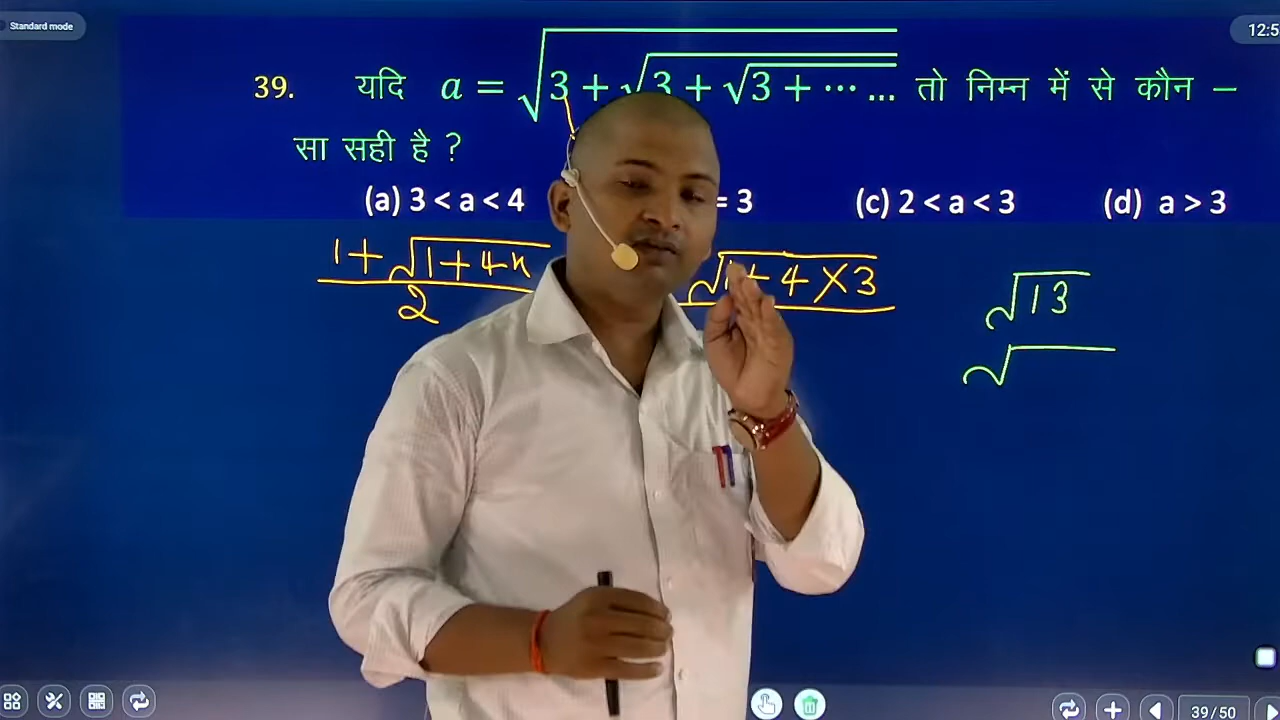 Standard mode
12:5
39. यदि a = √3 + √3 + √3 + ⋯ ... तो निम्न में से कौन –
सा सही है ?
(a) 3 < a < 4 = 3 (c) 2 < a < 3 (d) a > 3
1 + √1 + 4n √1 + 4 × 3 √13
2 √
39/50